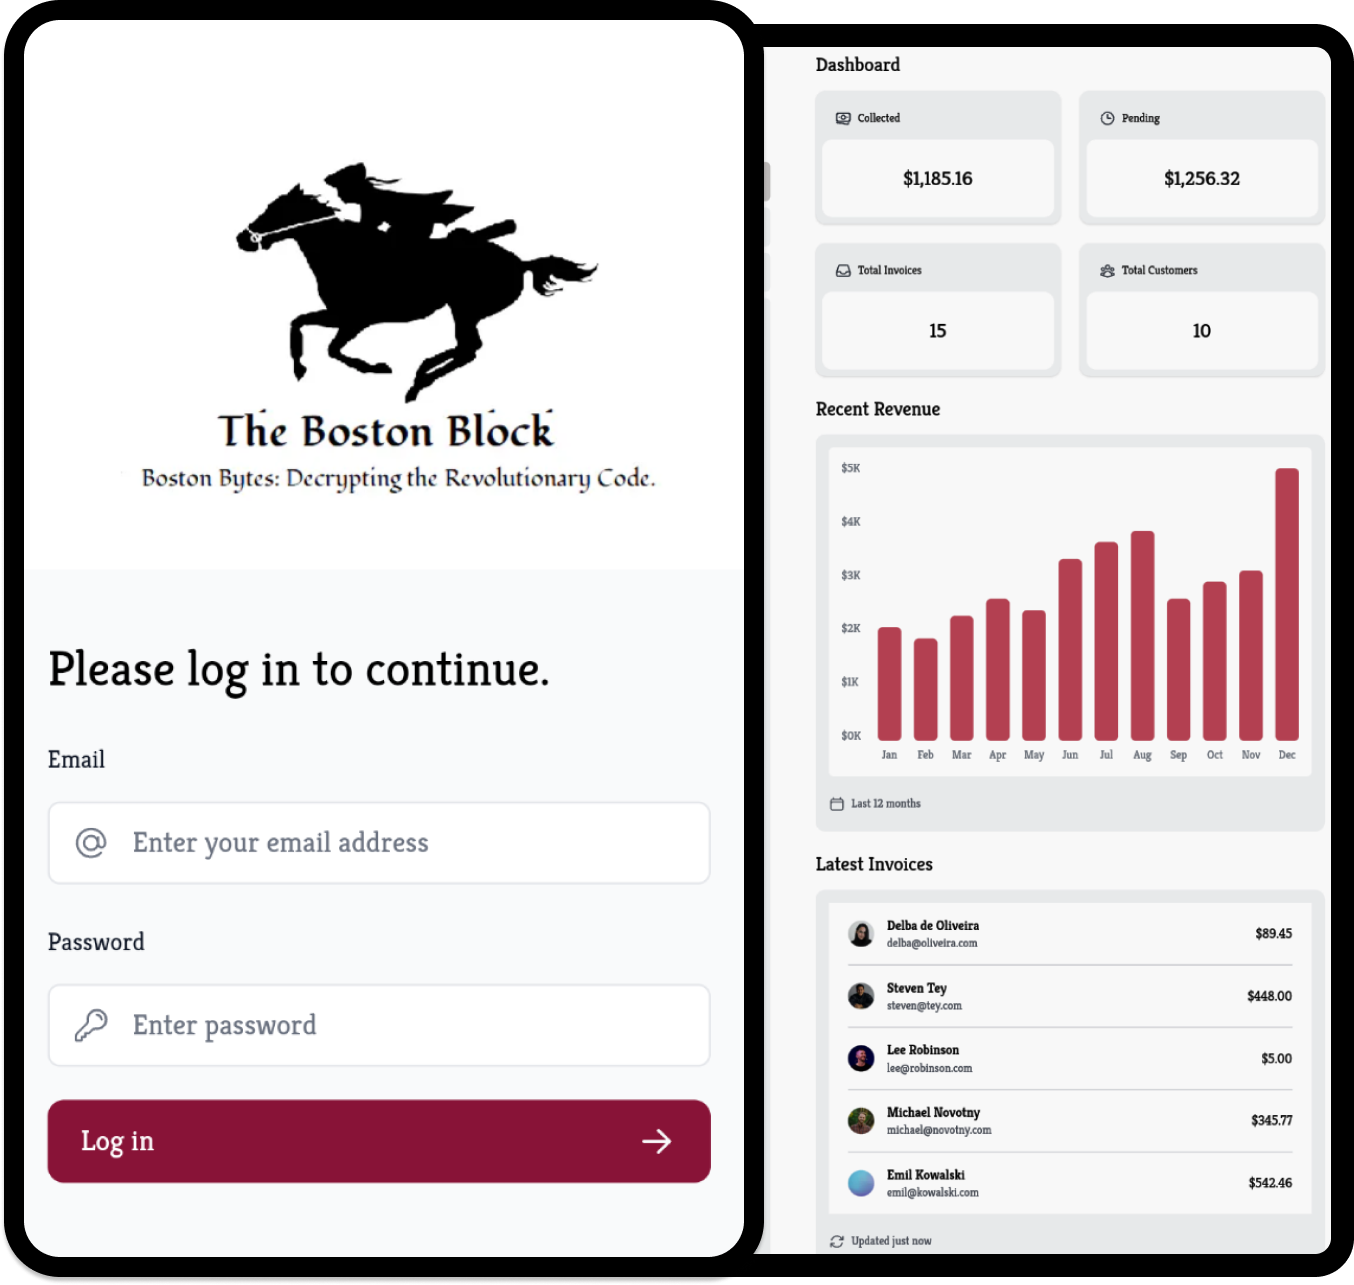 The Boston Block
Boston Bytes: Decrypting the Revolutionary Code.
Please log in to continue.
Email
Enter your email address
Password
Enter password
Log in
Dashboard
Collected
$1,185.16
Pending
$1,256.32
Total Invoices
15
Total Customers
10
Recent Revenue
$5K
$4K
$3K
$2K
$1K
$0K
Jan Feb Mar Apr May Jun Jul Aug Sep Oct Nov Dec
Last 12 months
Latest Invoices
Delba de Oliveira
delba@oliveira.com
$89.45
Steven Tey
steven@tey.com
$448.00
Lee Robinson
lee@robinson.com
$5.00
Michael Novotny
michael@novotny.com
$345.77
Emil Kowalski
emil@kowalski.com
$542.46
Updated just now